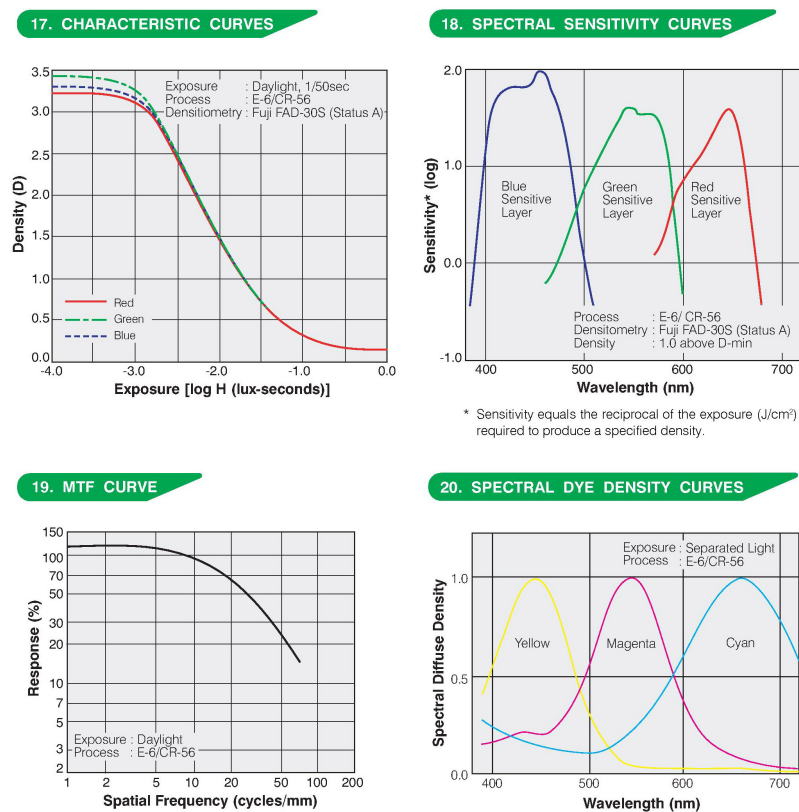 17. CHARACTERISTIC CURVES
3.5
3.0
2.5
2.0
1.5
1.0
0.5
0.0
Density (D)
Exposure : Daylight, 1/50sec
Process : E-6/CR-56
Densitiometry : Fuji FAD-30S (Status A)
Red
Green
Blue
-4.0 -3.0 -2.0 -1.0 0.0
Exposure [log H (lux-seconds)]
18. SPECTRAL SENSITIVITY CURVES
2.0
1.0
0.0
-1.0
Sensitivity* (log)
Blue Sensitive Layer
Green Sensitive Layer
Red Sensitive Layer
Process : E-6/ CR-56
Densitometry : Fuji FAD-30S (Status A)
Density : 1.0 above D-min
400 500 600 700
Wavelength (nm)
* Sensitivity equals the reciprocal of the exposure (J/cm²)
required to produce a specified density.
19. MTF CURVE
150
100
70
50
30
20
10
7
5
3
2
Response (%)
Exposure : Daylight
Process : E-6/CR-56
1 2 5 10 20 50 100 200
Spatial Frequency (cycles/mm)
20. SPECTRAL DYE DENSITY CURVES
1.0
0.5
0.0
Spectral Diffuse Density
Exposure : Separated Light
Process : E-6/CR-56
Yellow
Magenta
Cyan
400 500 600 700
Wavelength (nm)